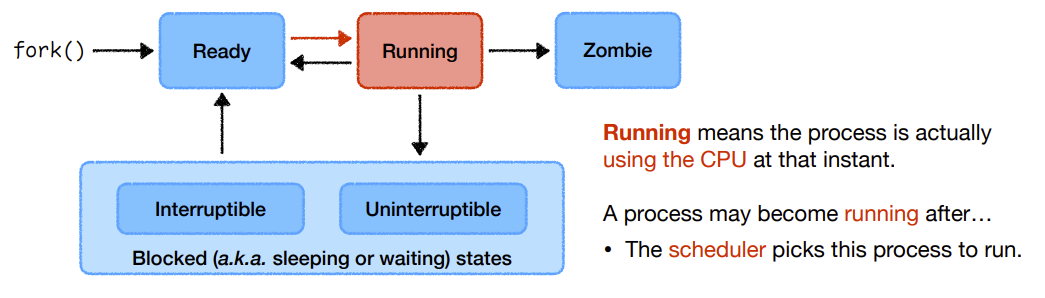 fork()
Ready
Running
Zombie
Interruptible
Uninterruptible
Blocked (a.k.a. sleeping or waiting) states
Running means the process is actually
using the CPU at that instant.
A process may become running after…
• The scheduler picks this process to run.